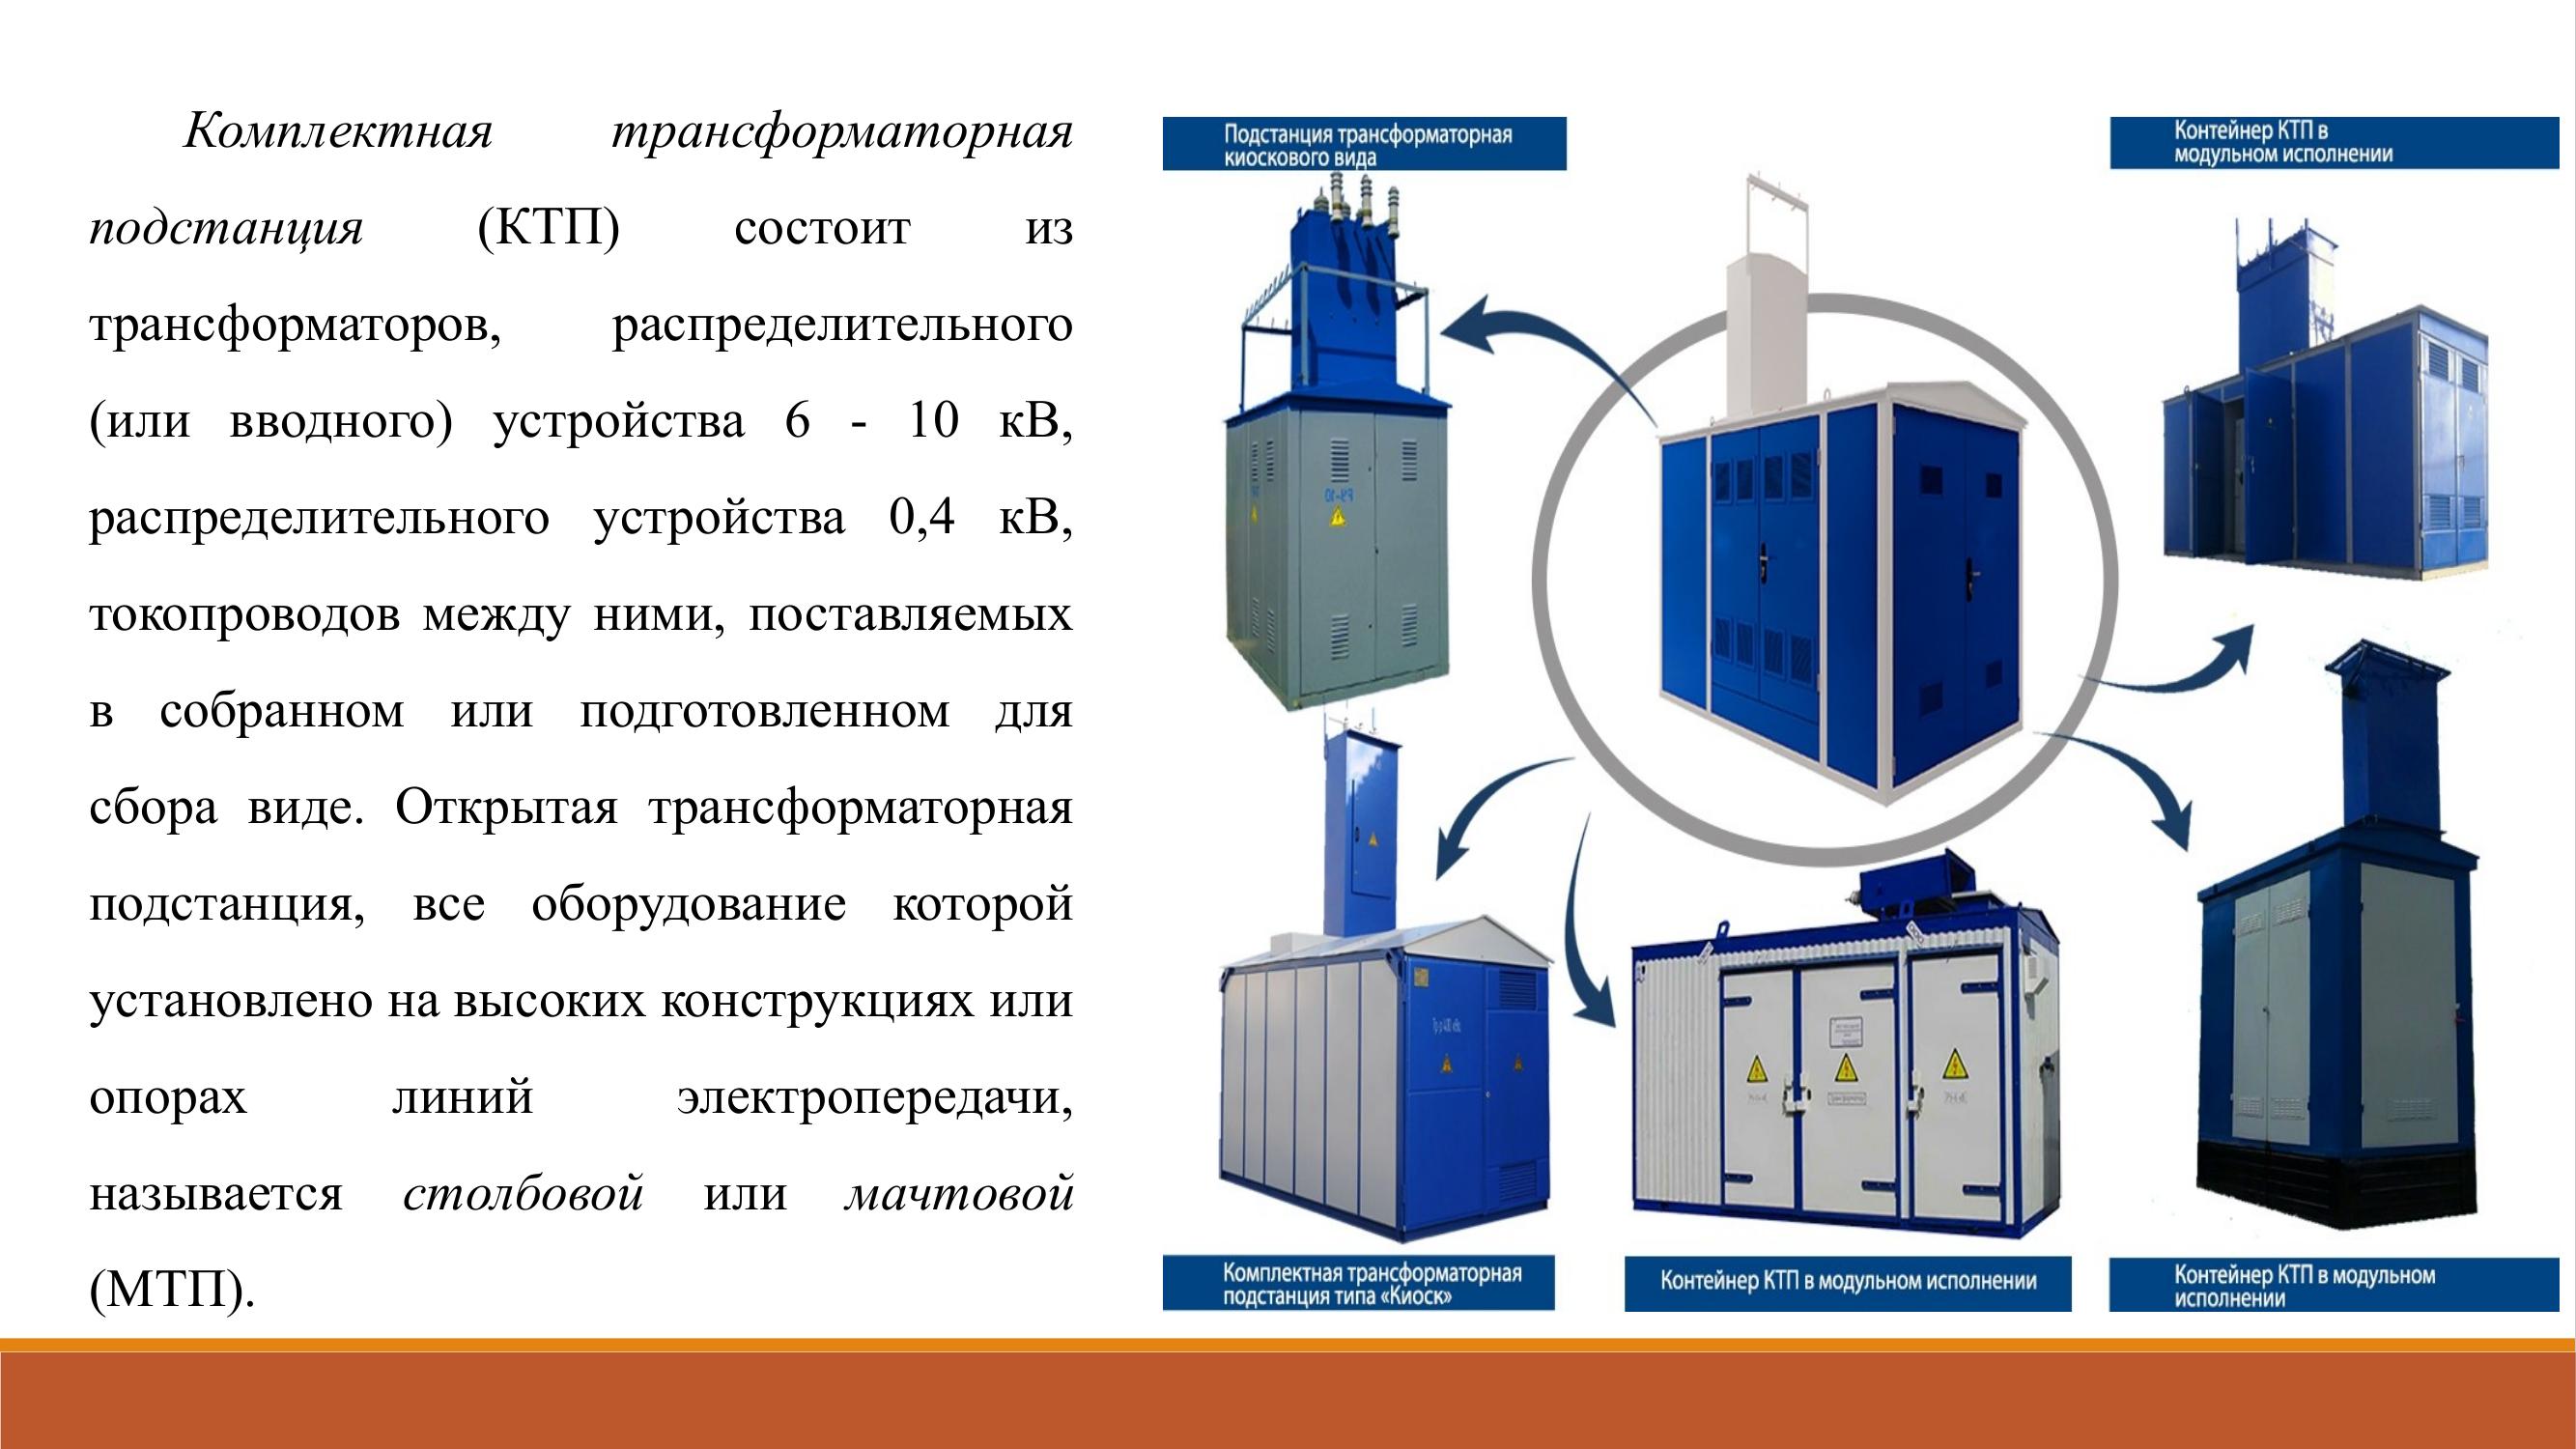 Комплектная трансформаторная
подстанция (КТП) состоит из
трансформаторов, распределительного
(или вводного) устройства 6 - 10 кВ,
распределительного устройства 0,4 кВ,
токопроводов между ними, поставляемых
в собранном или подготовленном для
сбора виде. Открытая трансформаторная
подстанция, все оборудование которой
установлено на высоких конструкциях или
опорах линий электропередачи,
называется столбовой или мачтовой
(МТП).
Подстанция трансформаторная
киоскового вида
Контейнер КТП в
модульном исполнении
РУ-10
Комплектная трансформаторная
подстанция типа «Киоск»
Контейнер КТП в модульном исполнении
Контейнер КТП в модульном
исполнении